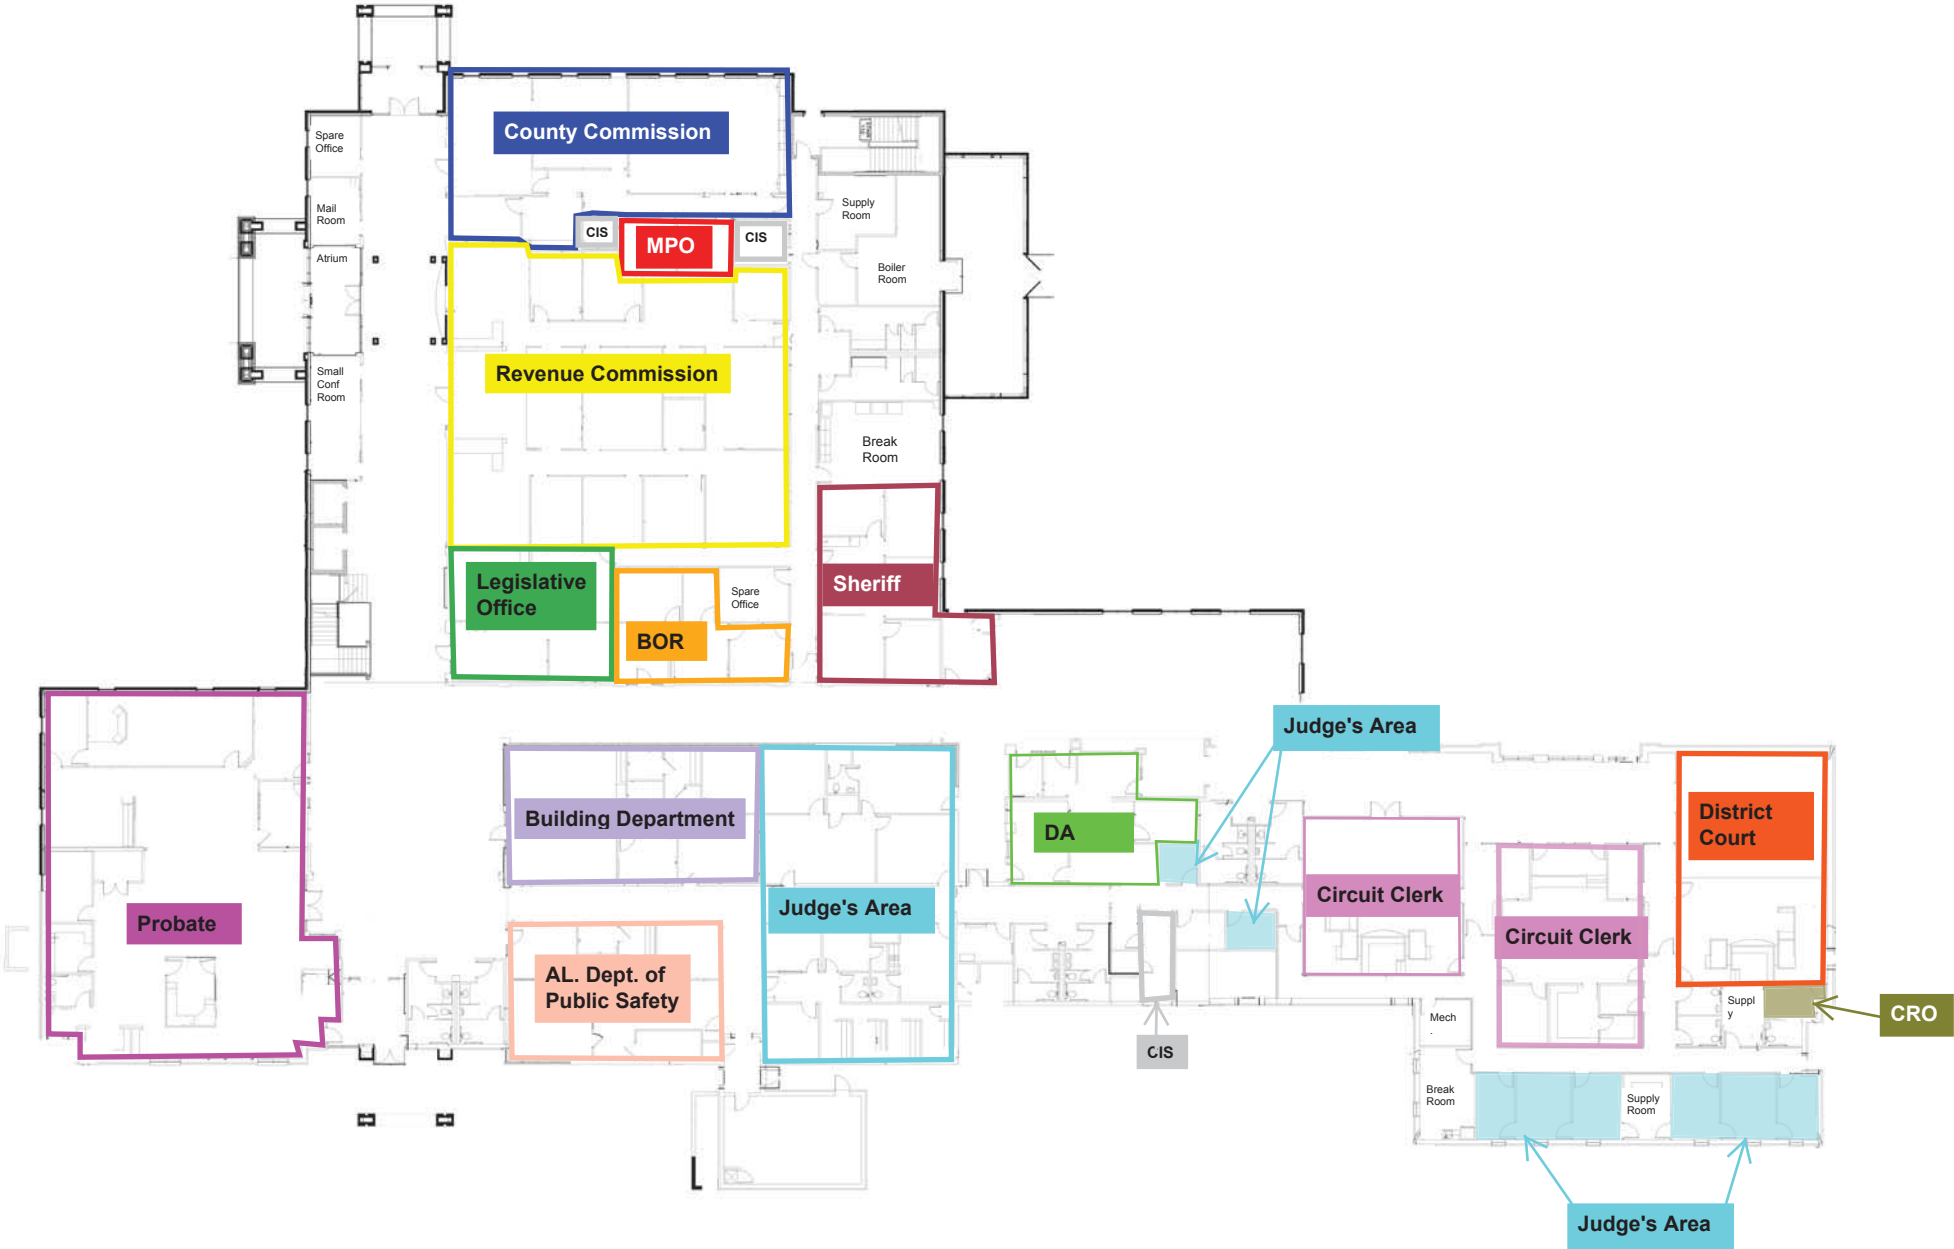 County Commission
Spare
Office
Mail
Room
Supply
Room
CIS
MPO
CIS
Atrium
Boiler
Room
Small
Conf
Room
Revenue Commission
Break
Room
Legislative
Office
Sheriff
Spare
Office
BOR
Judge's Area
Building Department
DA
District
Court
Probate
Judge's Area
Circuit Clerk
Circuit Clerk
AL. Dept. of
Public Safety
Suppl
y
CRO
Mech
.
CIS
Break
Room
Supply
Room
Judge's Area